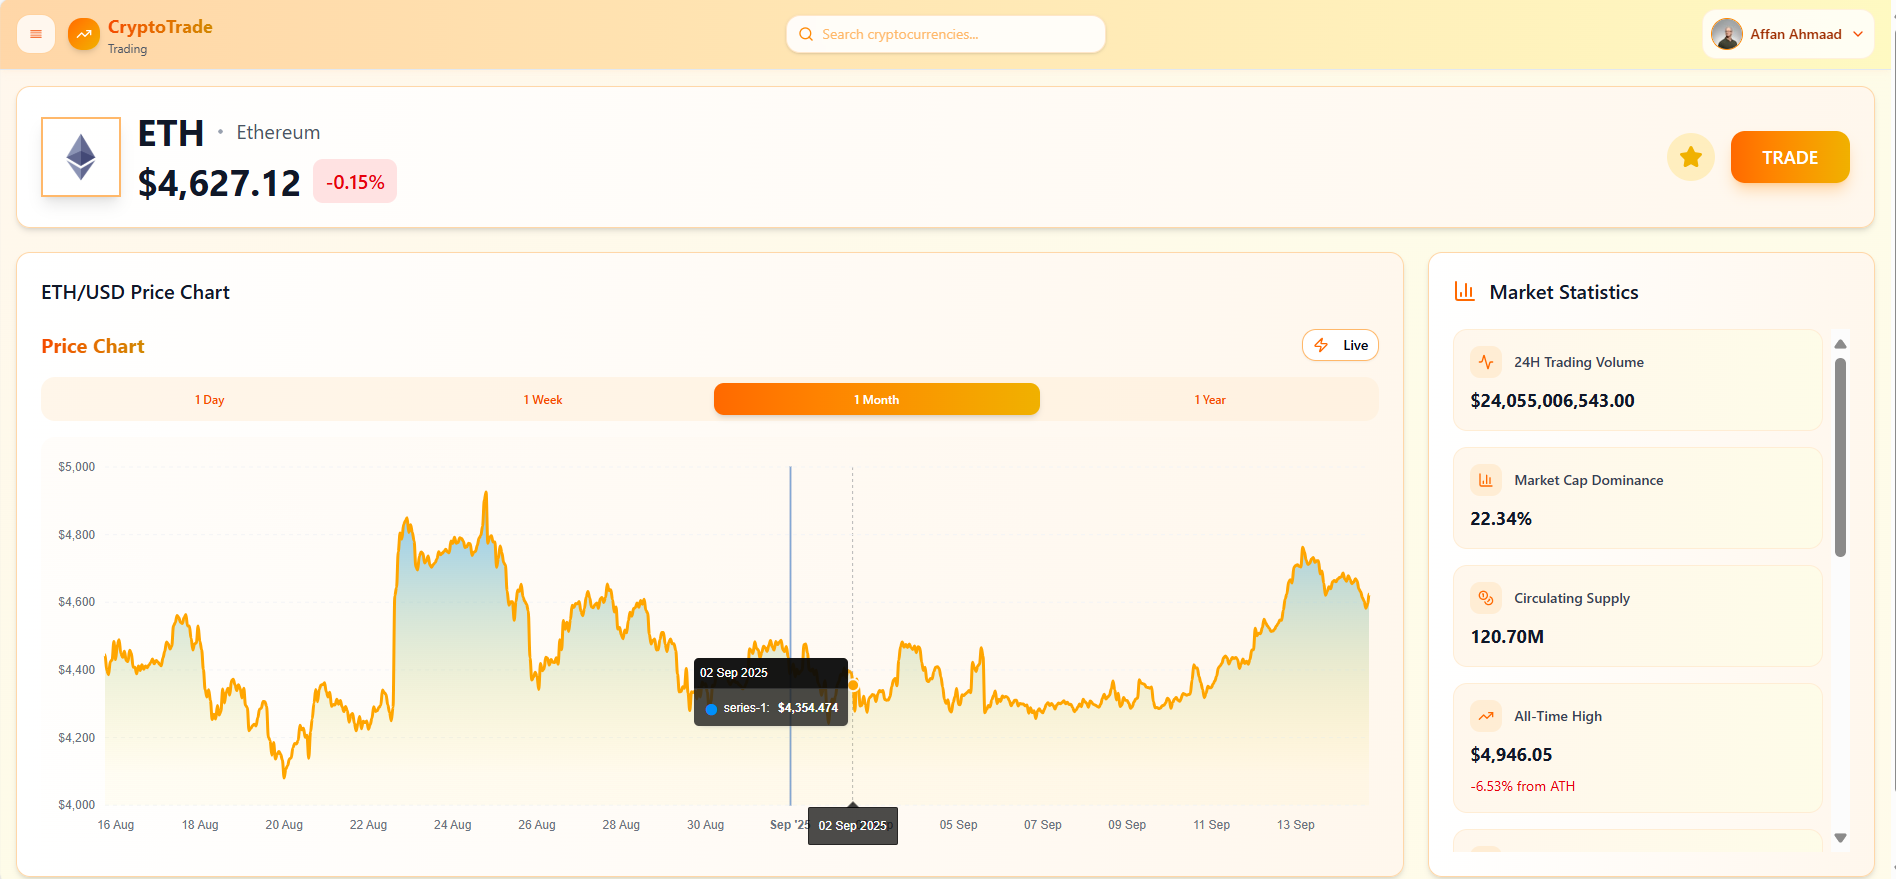 CryptoTrade
Trading
Search cryptocurrencies...
Affan Ahmaad
ETH • Ethereum
$4,627.12 -0.15%
TRADE
ETH/USD Price Chart
Price Chart
Live
1 Day 1 Week 1 Month 1 Year
$5,000
$4,800
$4,600
$4,400
$4,200
$4,000
02 Sep 2025
series-1: $4,354.474
16 Aug 18 Aug 20 Aug 22 Aug 24 Aug 26 Aug 28 Aug 30 Aug Sep '25 05 Sep 07 Sep 09 Sep 11 Sep 13 Sep
02 Sep 2025
Market Statistics
24H Trading Volume
$24,055,006,543.00
Market Cap Dominance
22.34%
Circulating Supply
120.70M
All-Time High
$4,946.05
-6.53% from ATH